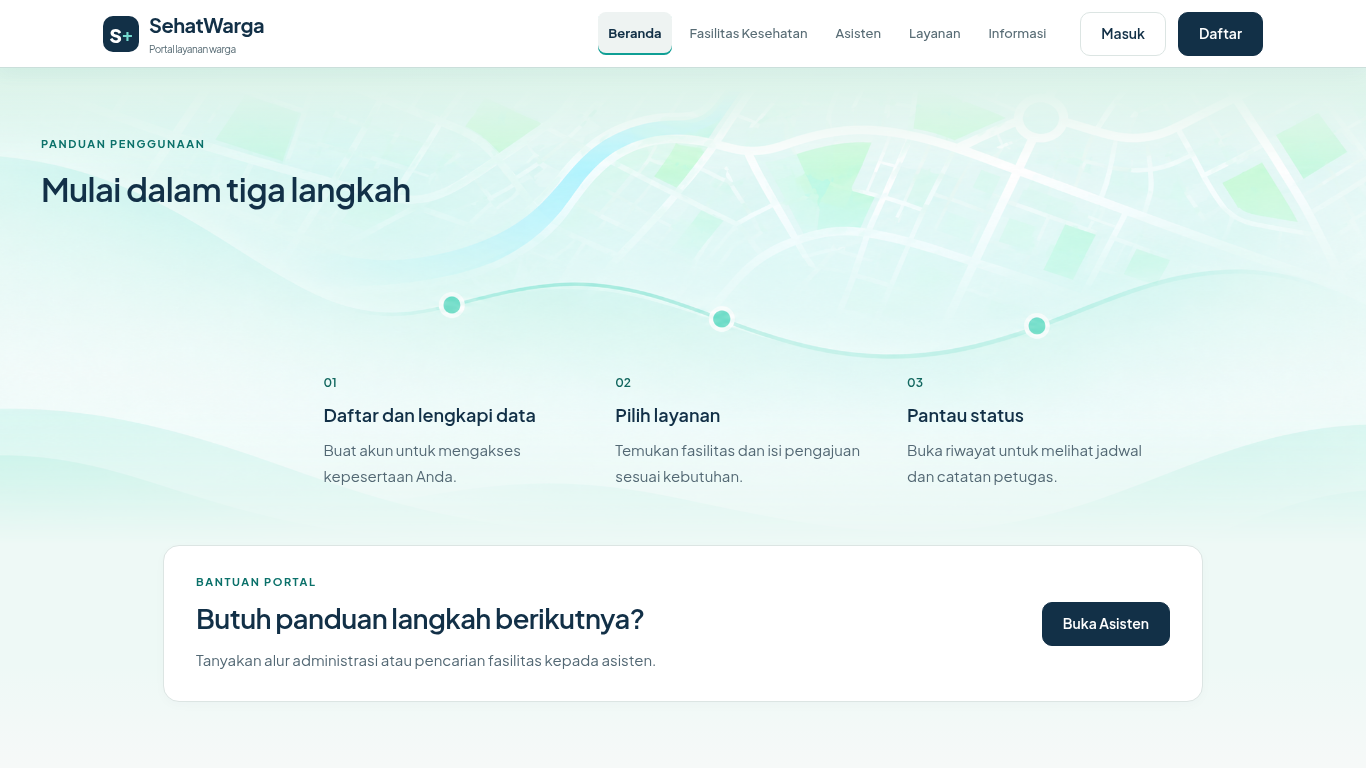 S+
SehatWarga
Portal layanan warga
Beranda
Fasilitas Kesehatan
Asisten
Layanan
Informasi
Masuk
Daftar
PANDUAN PENGGUNAAN
Mulai dalam tiga langkah
01
Daftar dan lengkapi data
Buat akun untuk mengakses
kepesertaan Anda.
02
Pilih layanan
Temukan fasilitas dan isi pengajuan
sesuai kebutuhan.
03
Pantau status
Buka riwayat untuk melihat jadwal
dan catatan petugas.
BANTUAN PORTAL
Butuh panduan langkah berikutnya?
Tanyakan alur administrasi atau pencarian fasilitas kepada asisten.
Buka Asisten